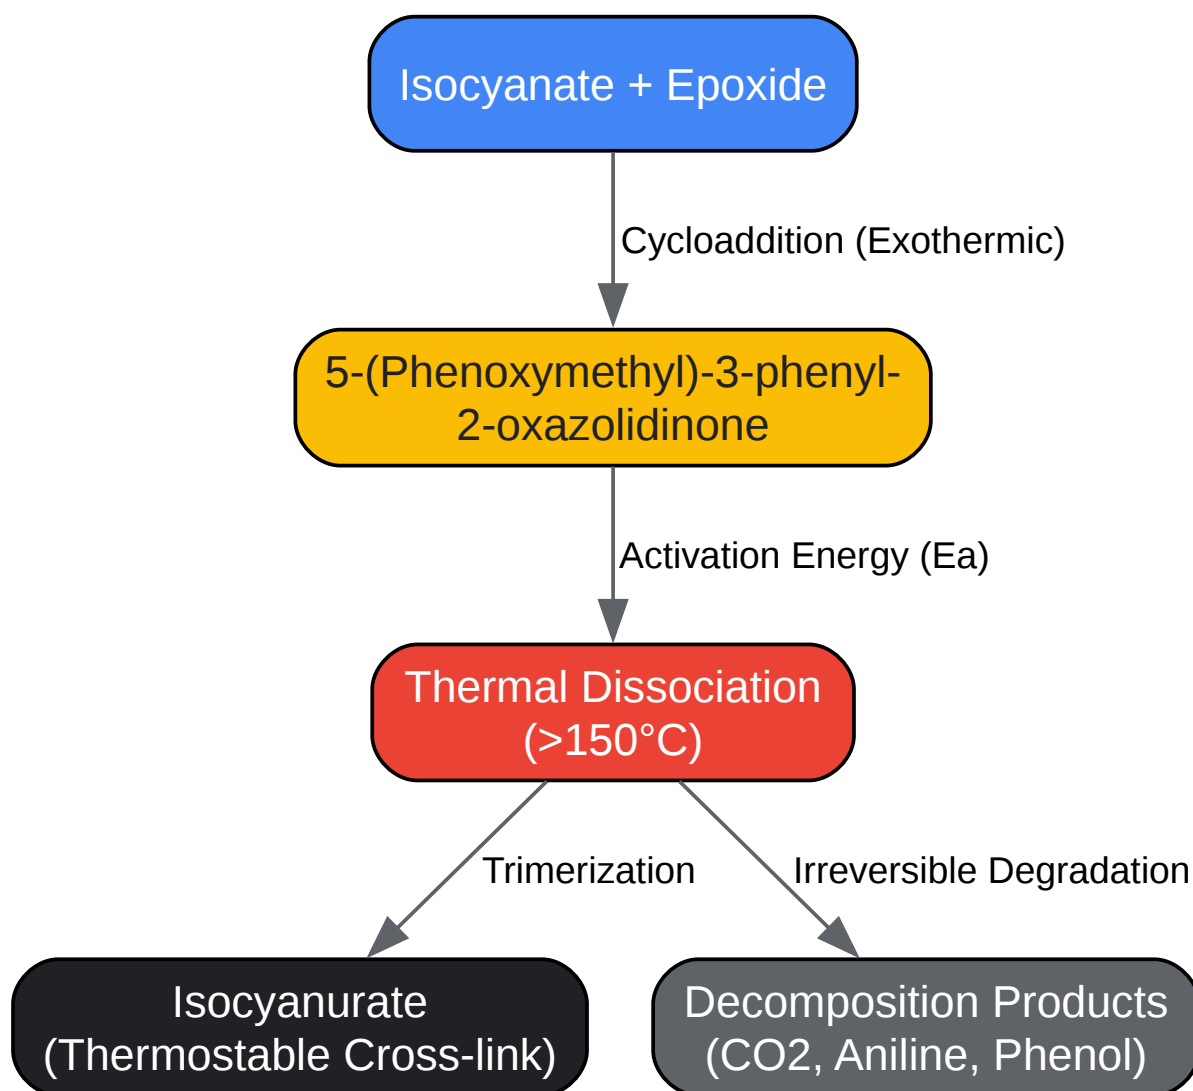 Isocyanate + Epoxide
Cycloaddition (Exothermic)
5-(Phenoxymethyl)-3-phenyl-
2-oxazolidinone
Activation Energy (Ea)
Thermal Dissociation
(>150°C)
Trimerization
Irreversible Degradation
Isocyanurate
(Thermostable Cross-link)
Decomposition Products
(CO2, Aniline, Phenol)